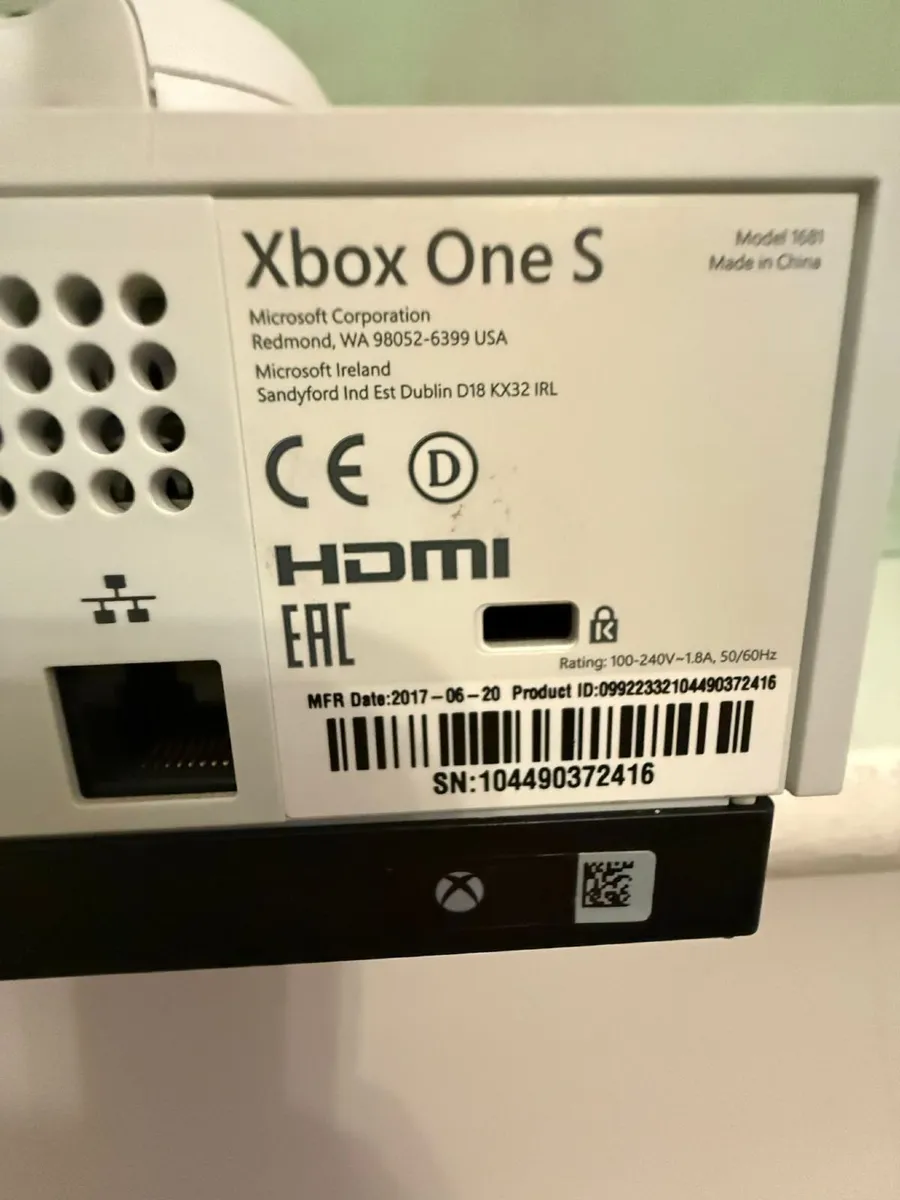 Xbox One S
Model 1681
Made in China
Microsoft Corporation
Redmond, WA 98052-6399 USA
Microsoft Ireland
Sandyford Ind Est Dublin D18 KX32 IRL
CE D
HDMI
EAC
K
Rating: 100-240V~1.8A, 50/60Hz
MFR Date:2017-06-20 Product ID:09922332104490372416
SN:104490372416